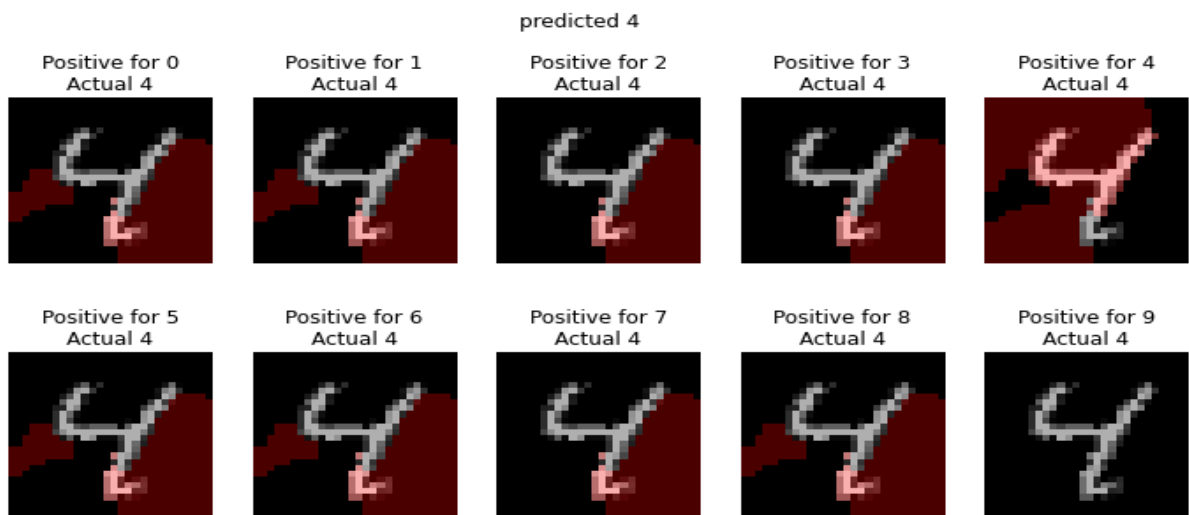 predicted 4
Positive for 0 Positive for 1 Positive for 2 Positive for 3 Positive for 4
Actual 4 Actual 4 Actual 4 Actual 4 Actual 4
Positive for 5 Positive for 6 Positive for 7 Positive for 8 Positive for 9
Actual 4 Actual 4 Actual 4 Actual 4 Actual 4